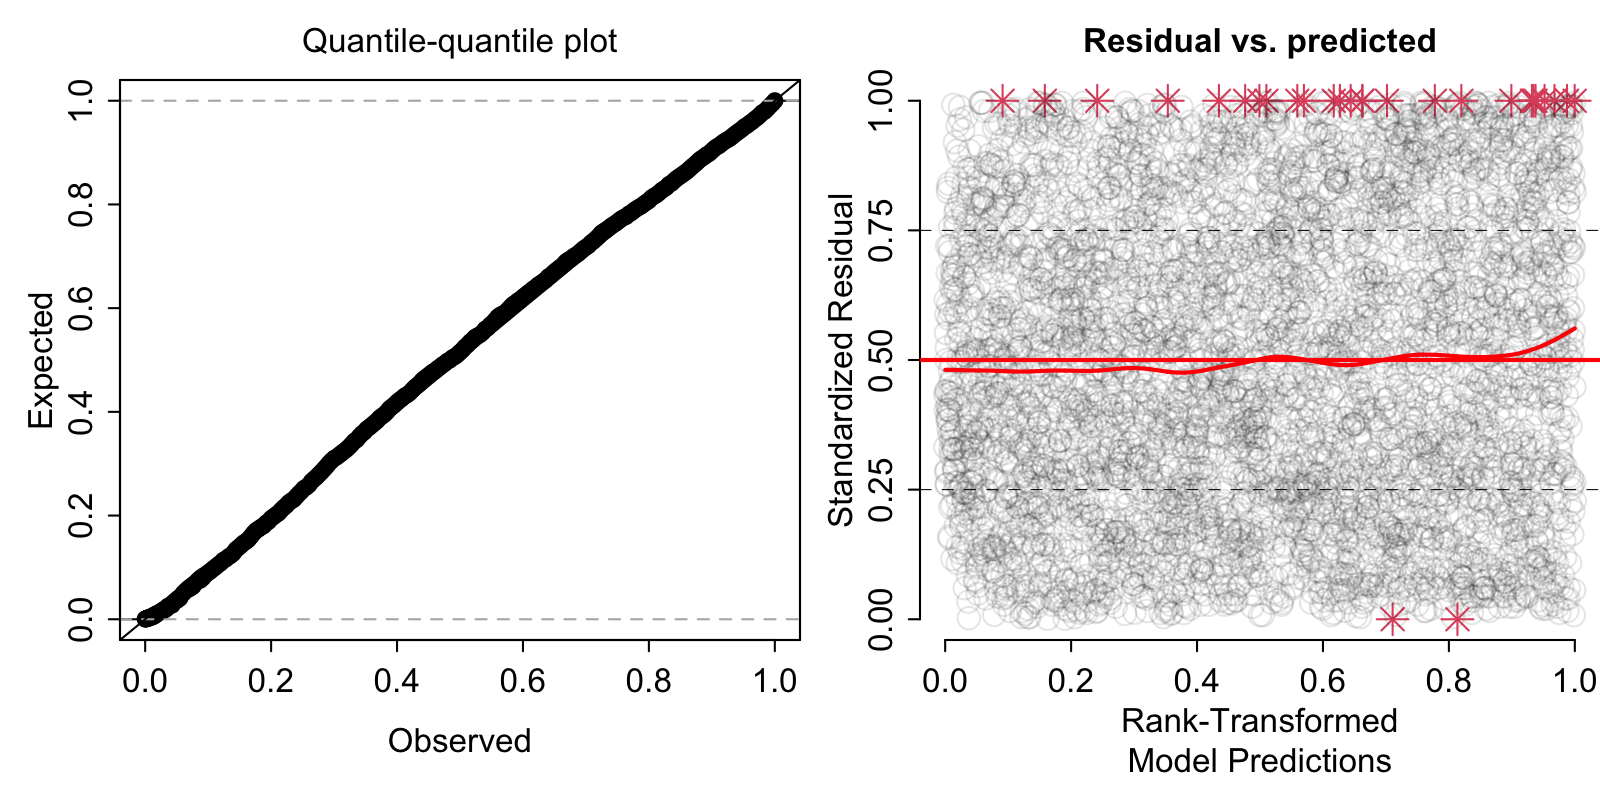 Quantile-quantile plot
Expected
0.0 0.2 0.4 0.6 0.8 1.0
0.0 0.2 0.4 0.6 0.8 1.0
Observed
Residual vs. predicted
Standardized Residual
0.00 0.25 0.50 0.75 1.00
0.0 0.2 0.4 0.6 0.8 1.0
Rank-Transformed
Model Predictions